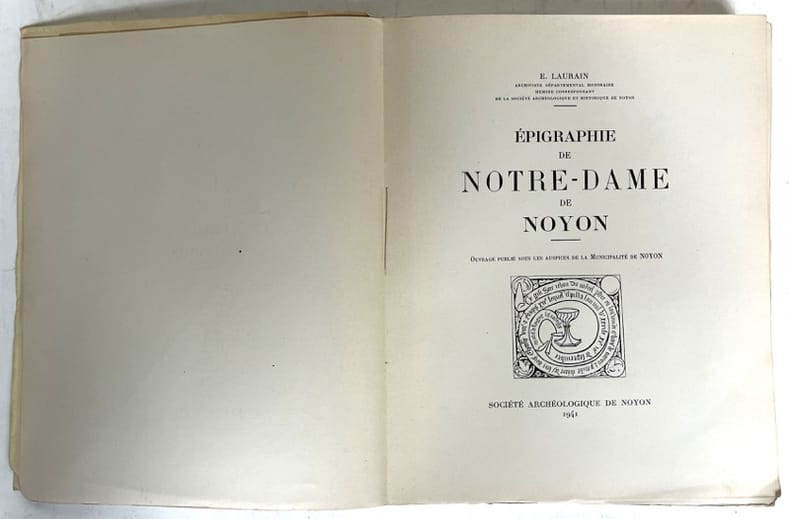 E. LAURAIN
ARCHIVISTE DÉPARTEMENTAL HONORAIRE
MEMBRE CORRESPONDANT
DE LA SOCIÉTÉ ARCHÉOLOGIQUE ET HISTORIQUE DE NOYON
ÉPIGRAPHIE
DE
NOTRE-DAME
DE
NOYON
OUVRAGE PUBLIÉ SOUS LES AUSPICES DE LA MUNICIPALITÉ DE NOYON
SOCIÉTÉ ARCHÉOLOGIQUE DE NOYON
1941